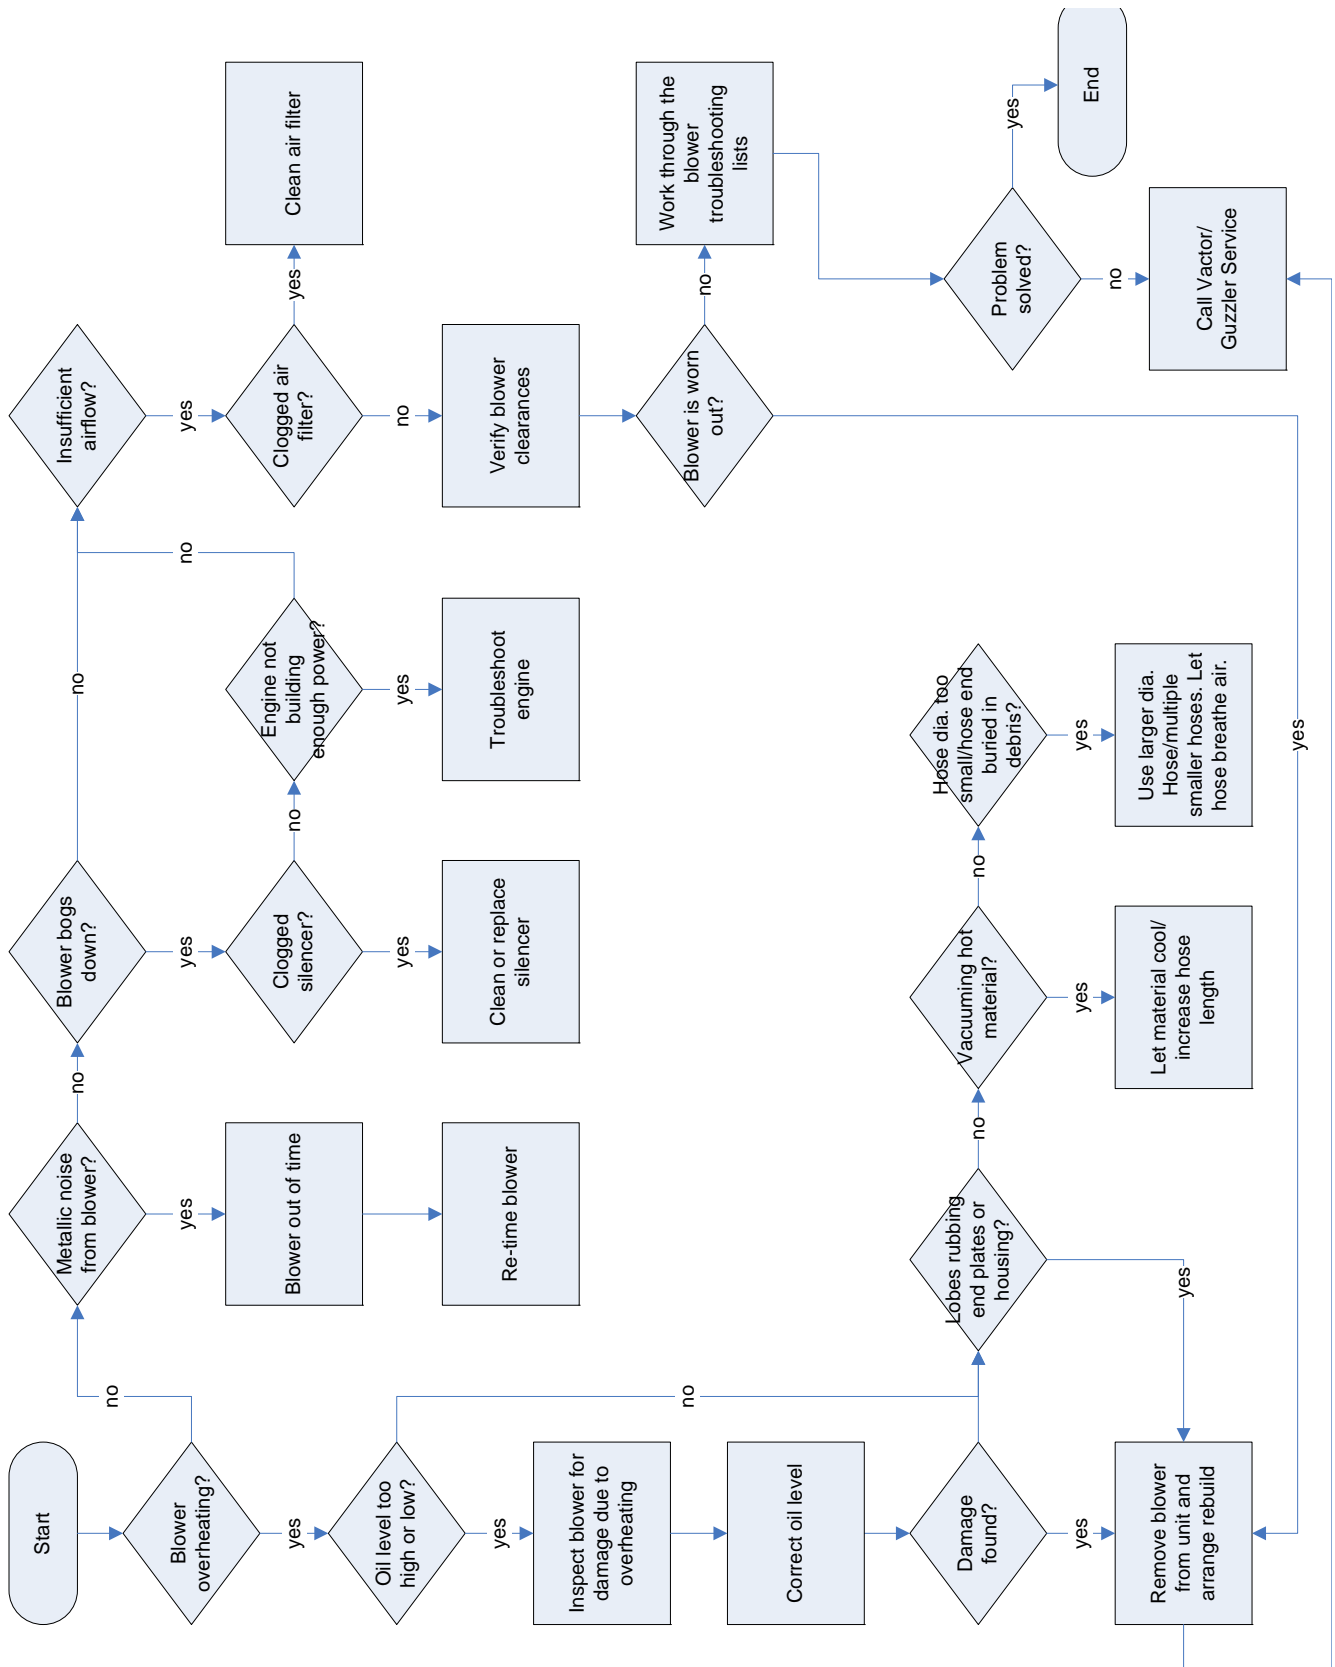 Start
Blower
overheating?
no
yes
Oil level too
high or low?
no
yes
Inspect blower for
damage due to
overheating
Correct oil level
Damage
found?
yes
Remove blower
from unit and
arrange rebuild
Metallic noise
from blower?
no
yes
Blower out of time
Re-time blower
Lobes rubbing
end plates or
housing?
no
yes
Blower bogs
down?
no
yes
Clogged
silencer?
no
yes
Clean or replace
silencer
Vacuuming hot
material?
no
yes
Let material cool/
increase hose
length
Engine not
building
enough power?
no
yes
Troubleshoot
engine
Hose dia. too
small/hose end
buried in
debris?
yes
Use larger dia.
Hose/multiple
smaller hoses. Let
hose breathe air.
Insufficient
airflow?
yes
Clogged air
filter?
yes
no
Clean air filter
Verify blower
clearances
Blower is worn
out?
no
yes
Work through the
blower
troubleshooting
lists
Problem
solved?
yes
no
End
Call Vactor/
Guzzler Service